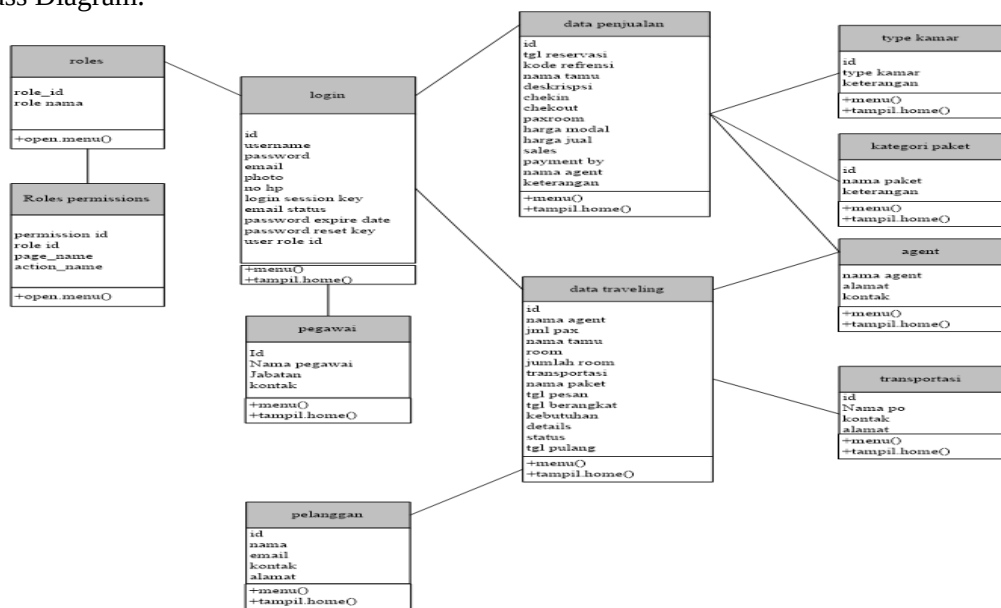 ass Diagram.
roles
role_id
role nama
+open.menu()
Roles permissions
permission id
role id
page_name
action_name
+open.menu()
login
id
username
password
email
photo
no hp
login session key
email status
password expire date
password reset key
user role id
+menu()
+tampil.home()
pegawai
Id
Nama pegawai
Jabatan
kontak
+menu()
+tampil.home()
pelanggan
id
nama
email
kontak
alamat
+menu()
+tampil.home()
data penjualan
id
tgl reservasi
kode refrensi
nama tamu
deskrispsi
chekin
chekout
paxroom
harga modal
harga jual
sales
payment by
nama agent
keterangan
+menu()
+tampil.home()
data traveling
id
nama agent
jml pax
nama tamu
room
jumlah room
transportasi
nama paket
tgl pesan
tgl berangkat
kebutuhan
details
status
tgl pulang
+menu()
+tampil.home()
type kamar
id
type kamar
keterangan
+menu()
+tampil.home()
kategori paket
id
nama paket
keterangan
+menu()
+tampil.home()
agent
nama agent
alamat
kontak
+menu()
+tampil.home()
transportasi
id
Nama po
kontak
alamat
+menu()
+tampil.home()